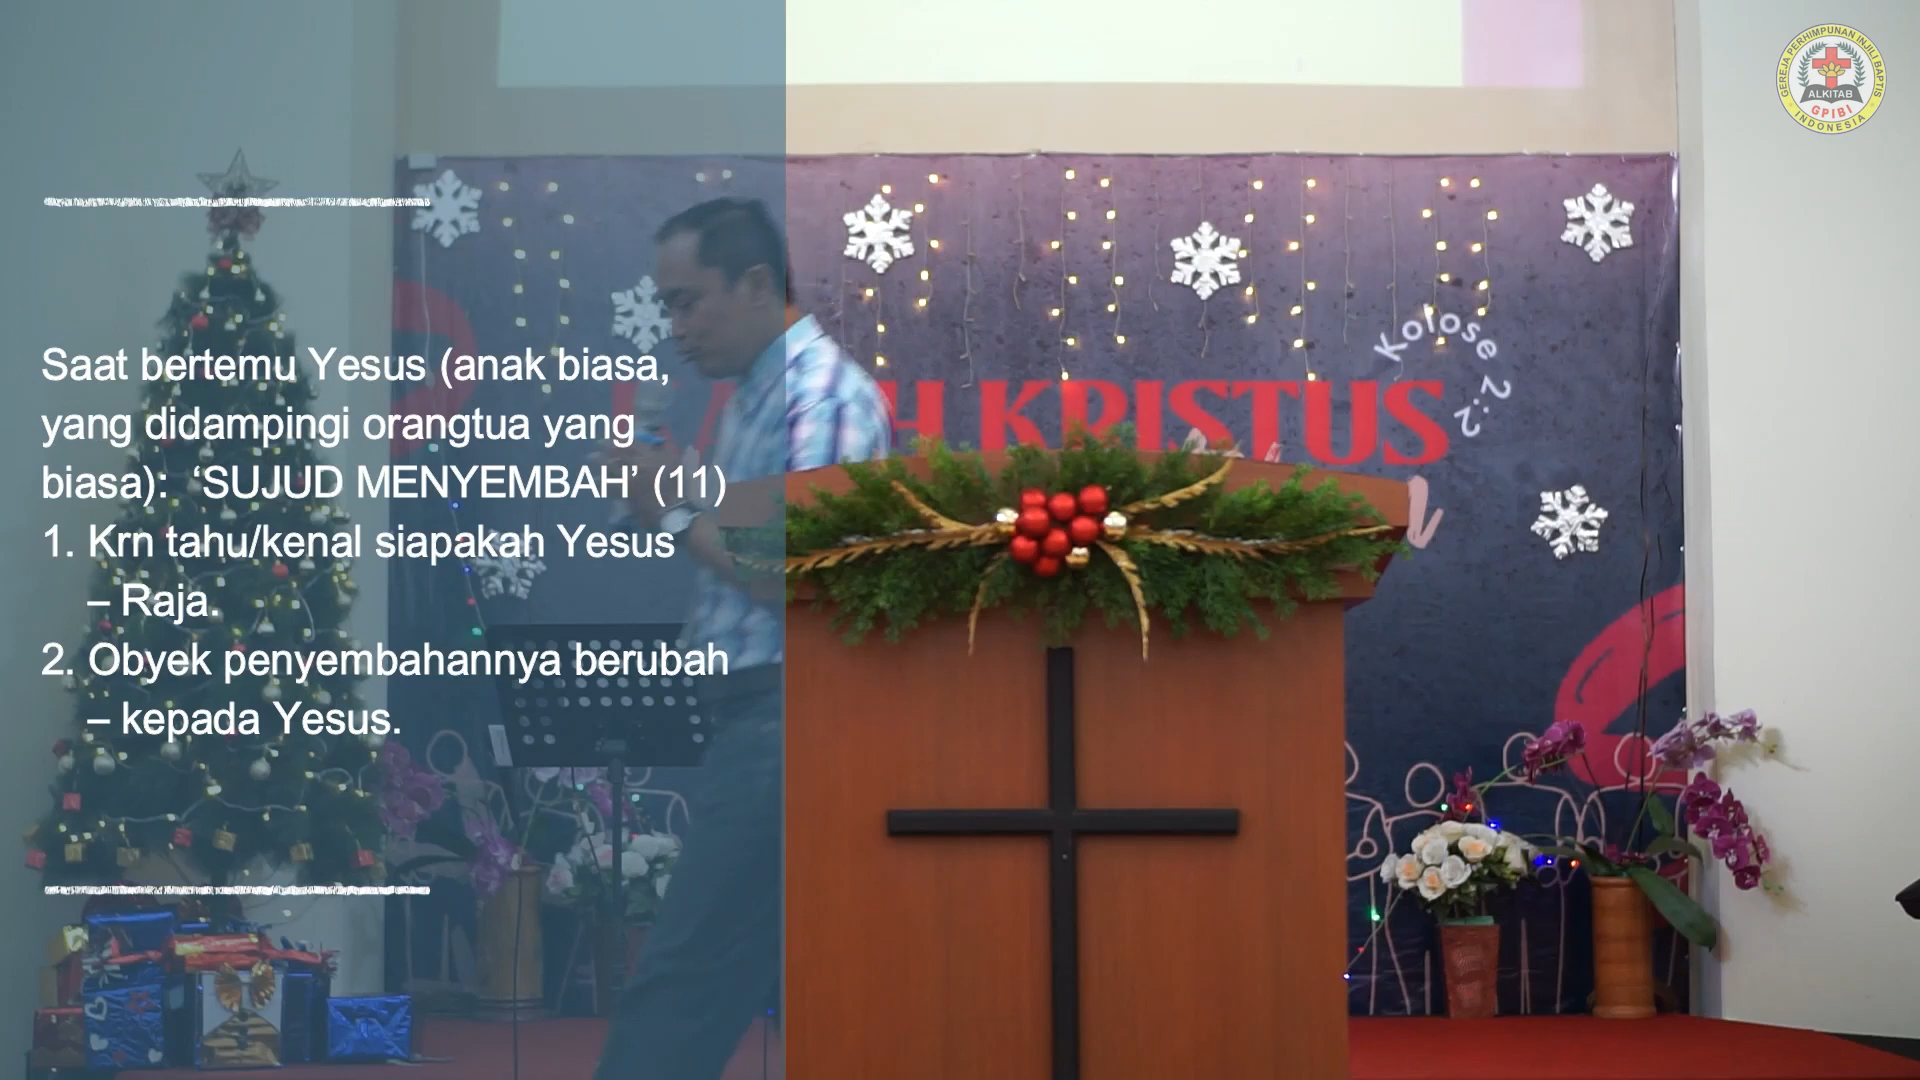 Saat bertemu Yesus (anak biasa,
yang didampingi orangtua yang
biasa):  ‘SUJUD MENYEMBAH’ (11)
1. Krn tahu/kenal siapakah Yesus
– Raja.
2. Obyek penyembahannya berubah
– kepada Yesus.
KRISTUS
Kolose 2:2
GEREJA PERHIMPUNAN INJILI BAPTIS
INDONESIA
ALKITAB
GPIBI